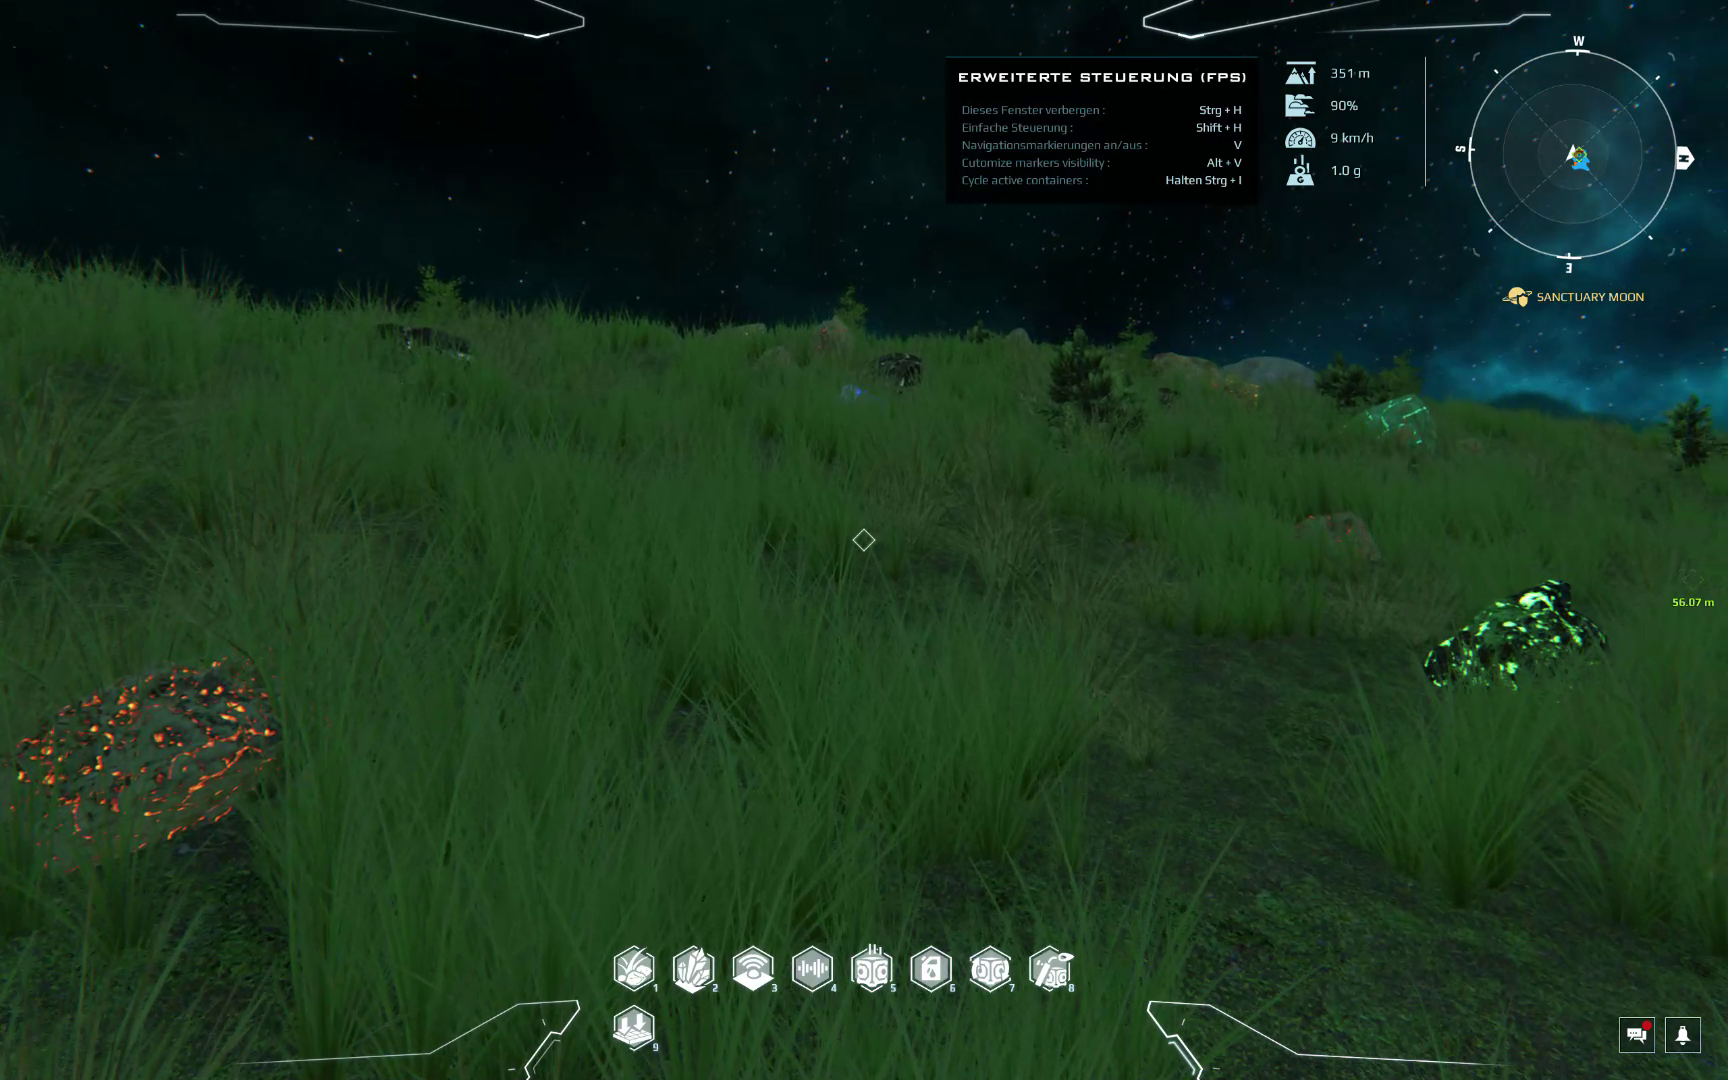 W
ERWEITERTE STEUERUNG (FPS)
Dieses Fenster verbergen : Strg + H
Einfache Steuerung : Shift + H
Navigationsmarkierungen an/aus : V
Cutomize markers visibility : Alt + V
Cycle active containers : Halten Strg + I
351 m
90%
9 km/h
1.0 g
G
S
N
E
SANCTUARY MOON
56.07 m
1
2
3
4
5
6
7
8
9